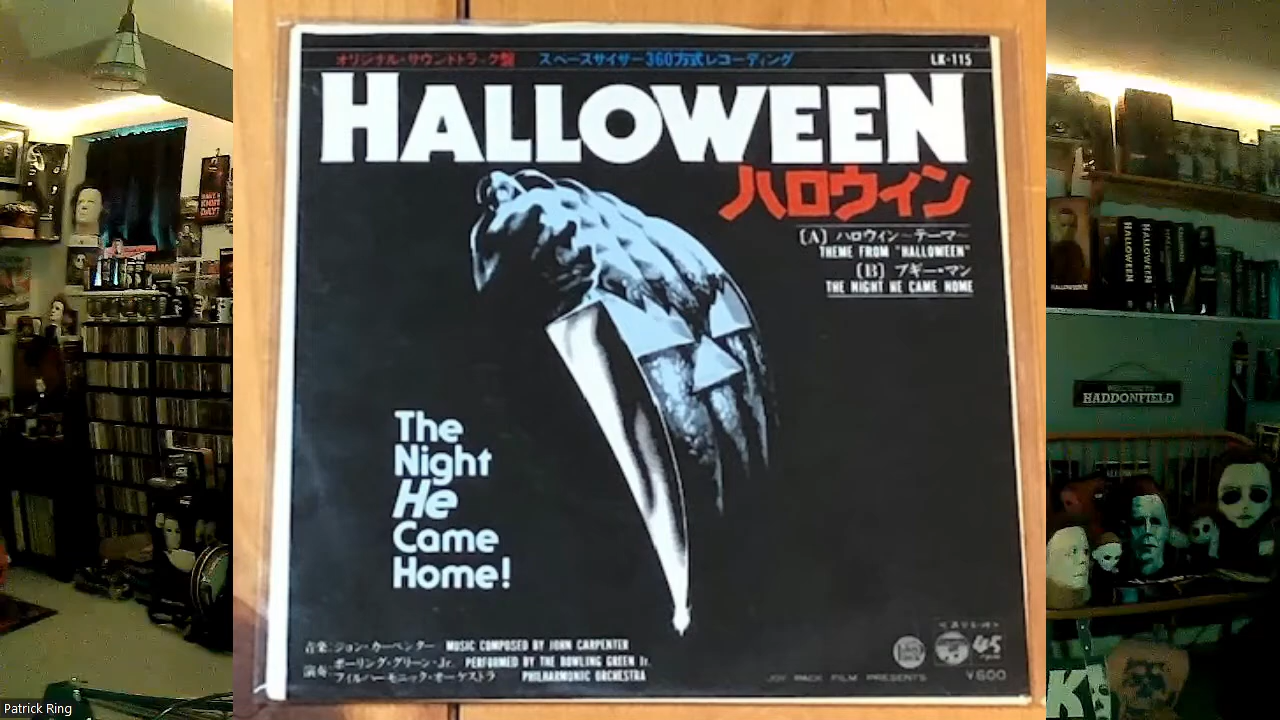 オリジナル・サウンドトラック盤 スペースサイザー360方式レコーディング LK-115
HALLOWEEN
ハロウィン
(A) ハロウィン〜テーマ〜
THEME FROM "HALLOWEEN"
(B) ブギー・マン
THE NIGHT HE CAME HOME
The
Night
He
Came
Home!
音楽:ジョン・カーペンター MUSIC COMPOSED BY JOHN CARPENTER
演奏:ボーリング・グリーン・Jr. PERFORMED BY THE BOWLING GREEN Jr.
フィルハーモニック・オーケストラ PHILHARMONIC ORCHESTRA
JOY PACK FILM PRESENTS
45
¥600
HALLOWEEN
HALLOWEEN
HALLOWEEN
WELCOME TO
HADDONFIELD
Patrick Ring